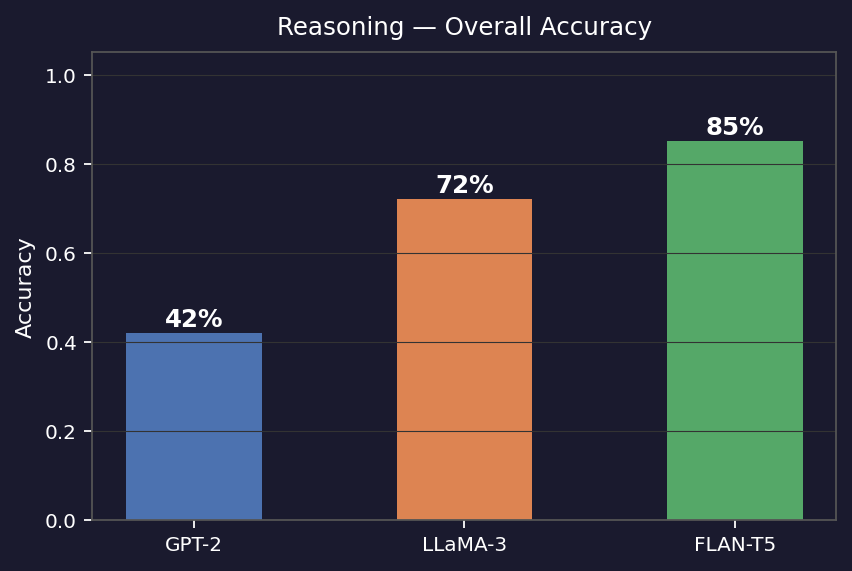 Reasoning — Overall Accuracy
Accuracy
1.0
0.8
0.6
0.4
0.2
0.0
42%
72%
85%
GPT-2
LLaMA-3
FLAN-T5